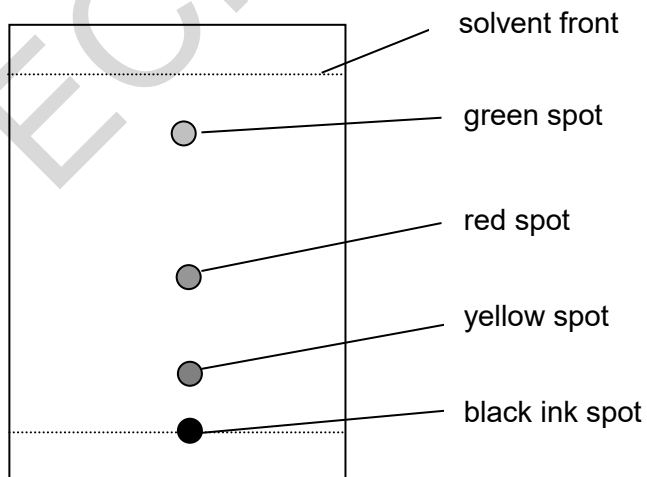 solvent front
green spot
red spot
yellow spot
black ink spot